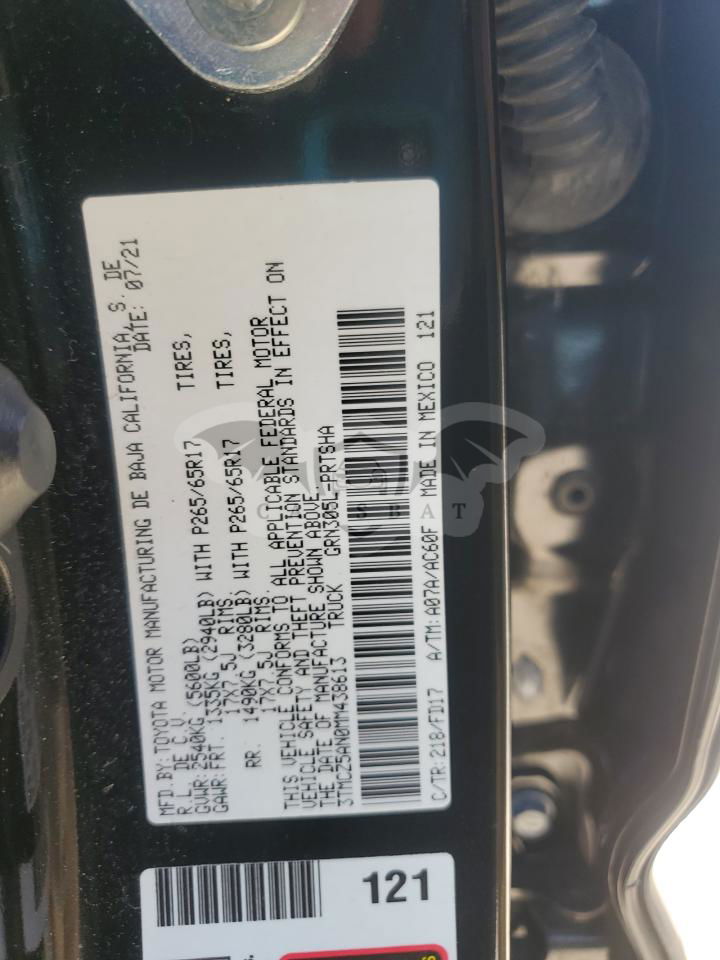 MFD.BY:TOYOTA MOTOR MANUFACTURING DE BAJA CALIFORNIA, S. DE
R.L. DE C.V. DATE: 07/21
GVWR:2540KG (5600LB)
GAWR:FRT. 1335KG (2940LB) WITH P265/65R17 TIRES,
17X7.5J RIMS,
RR. 1490KG (3280LB) WITH P265/65R17 TIRES,
17X7.5J RIMS.
THIS VEHICLE CONFORMS TO ALL APPLICABLE FEDERAL MOTOR
VEHICLE SAFETY AND THEFT PREVENTION STANDARDS IN EFFECT ON
THE DATE OF MANUFACTURE SHOWN ABOVE.
3TMCZ5AN0MM438613 TRUCK GRN305L-PRTSHA
C/TR:218/FD17 A/TM:A07A/AC60F MADE IN MEXICO 121
121